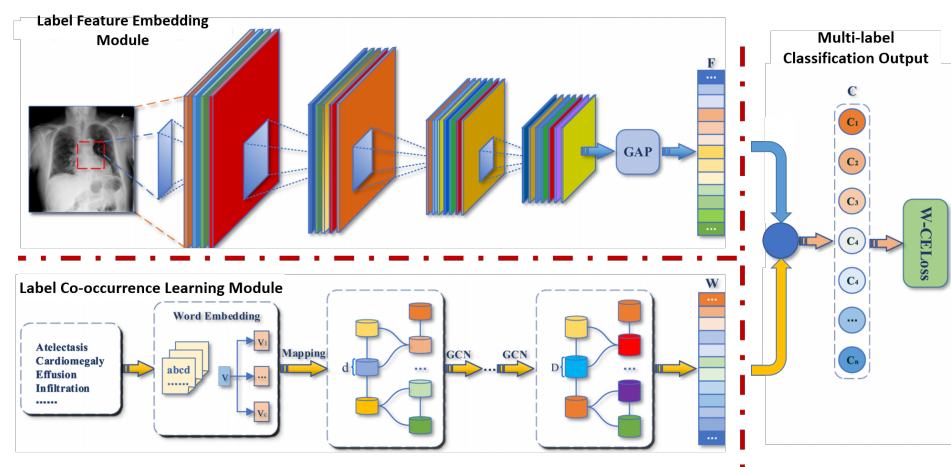 Label Feature Embedding
Module
F
...
GAP
...
Multi-label
Classification Output
C
C1
C2
C3
C4
C4
...
Cn
W-CELoss
Label Co-occurrence Learning Module
Atelectasis
Cardiomegaly
Effusion
Infiltration
......
Word Embedding
abcd
......
V
V1
...
Mapping
d
...
GCN
...
GCN
D
...
W
...
...